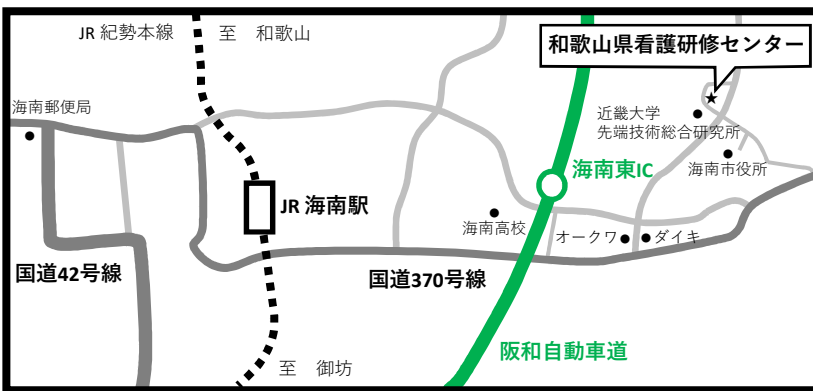 JR 紀勢本線
至　和歌山
和歌山県看護研修センター
海南郵便局
近畿大学
先端技術総合研究所
海南東IC
海南市役所
JR 海南駅
海南高校
オークワ
ダイキ
国道42号線
国道370号線
阪和自動車道
至　御坊